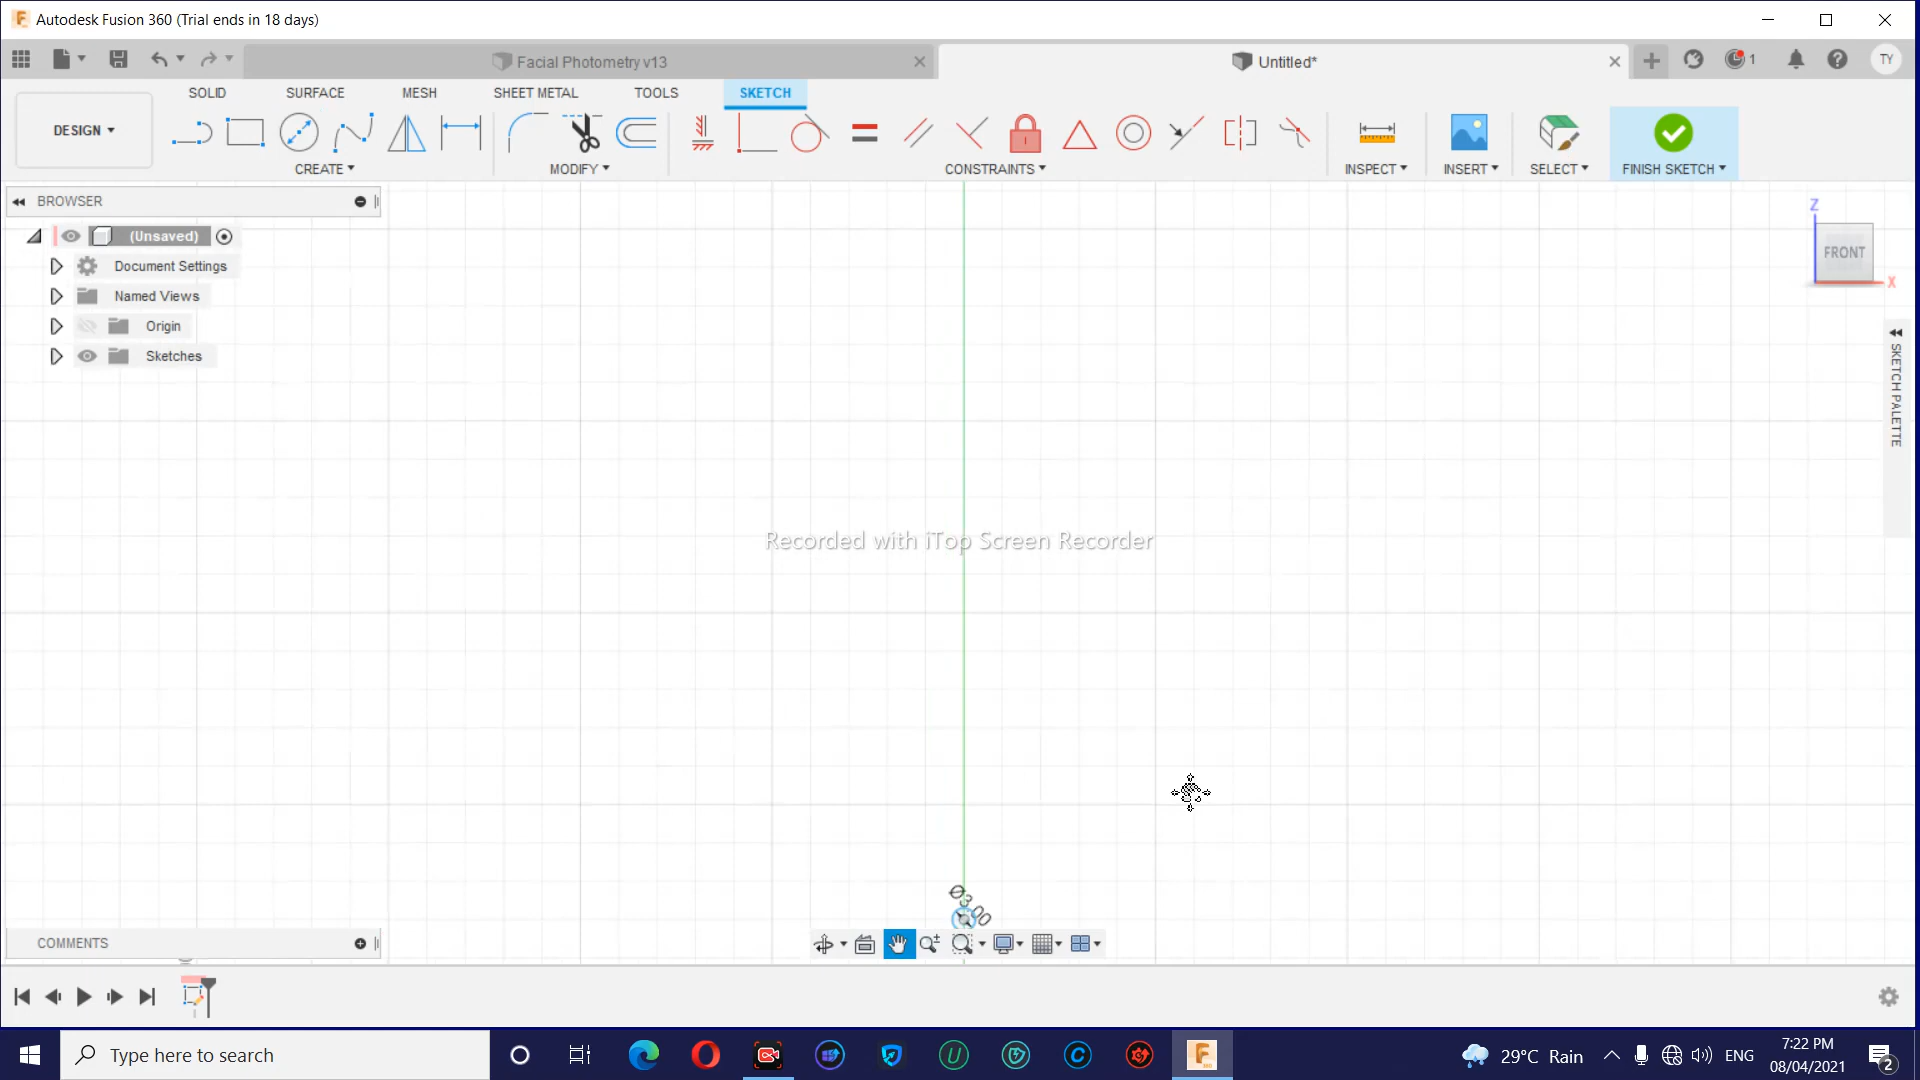 Autodesk Fusion 360 (Trial ends in 18 days)
Facial Photometry v13
Untitled*
1
TY
SOLID SURFACE MESH SHEET METAL TOOLS SKETCH
DESIGN
CREATE MODIFY CONSTRAINTS INSPECT INSERT SELECT FINISH SKETCH
BROWSER
(Unsaved)
Document Settings
Named Views
Origin
Sketches
Z
FRONT
X
SKETCH PALETTE
Recorded with iTop Screen Recorder
COMMENTS
Type here to search
29°C Rain
ENG
7:22 PM
08/04/2021
2